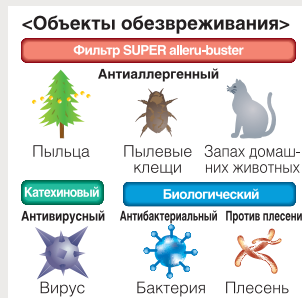 <Объекты обезвреживания>
Фильтр SUPER alleru-buster
Антиаллергенный
Пыльца
Пылевые
клещи
Запах домаш-
них животных
Катехиновый
Биологический
Антивирусный
Антибактериальный
Против плесени
Вирус
Бактерия
Плесень